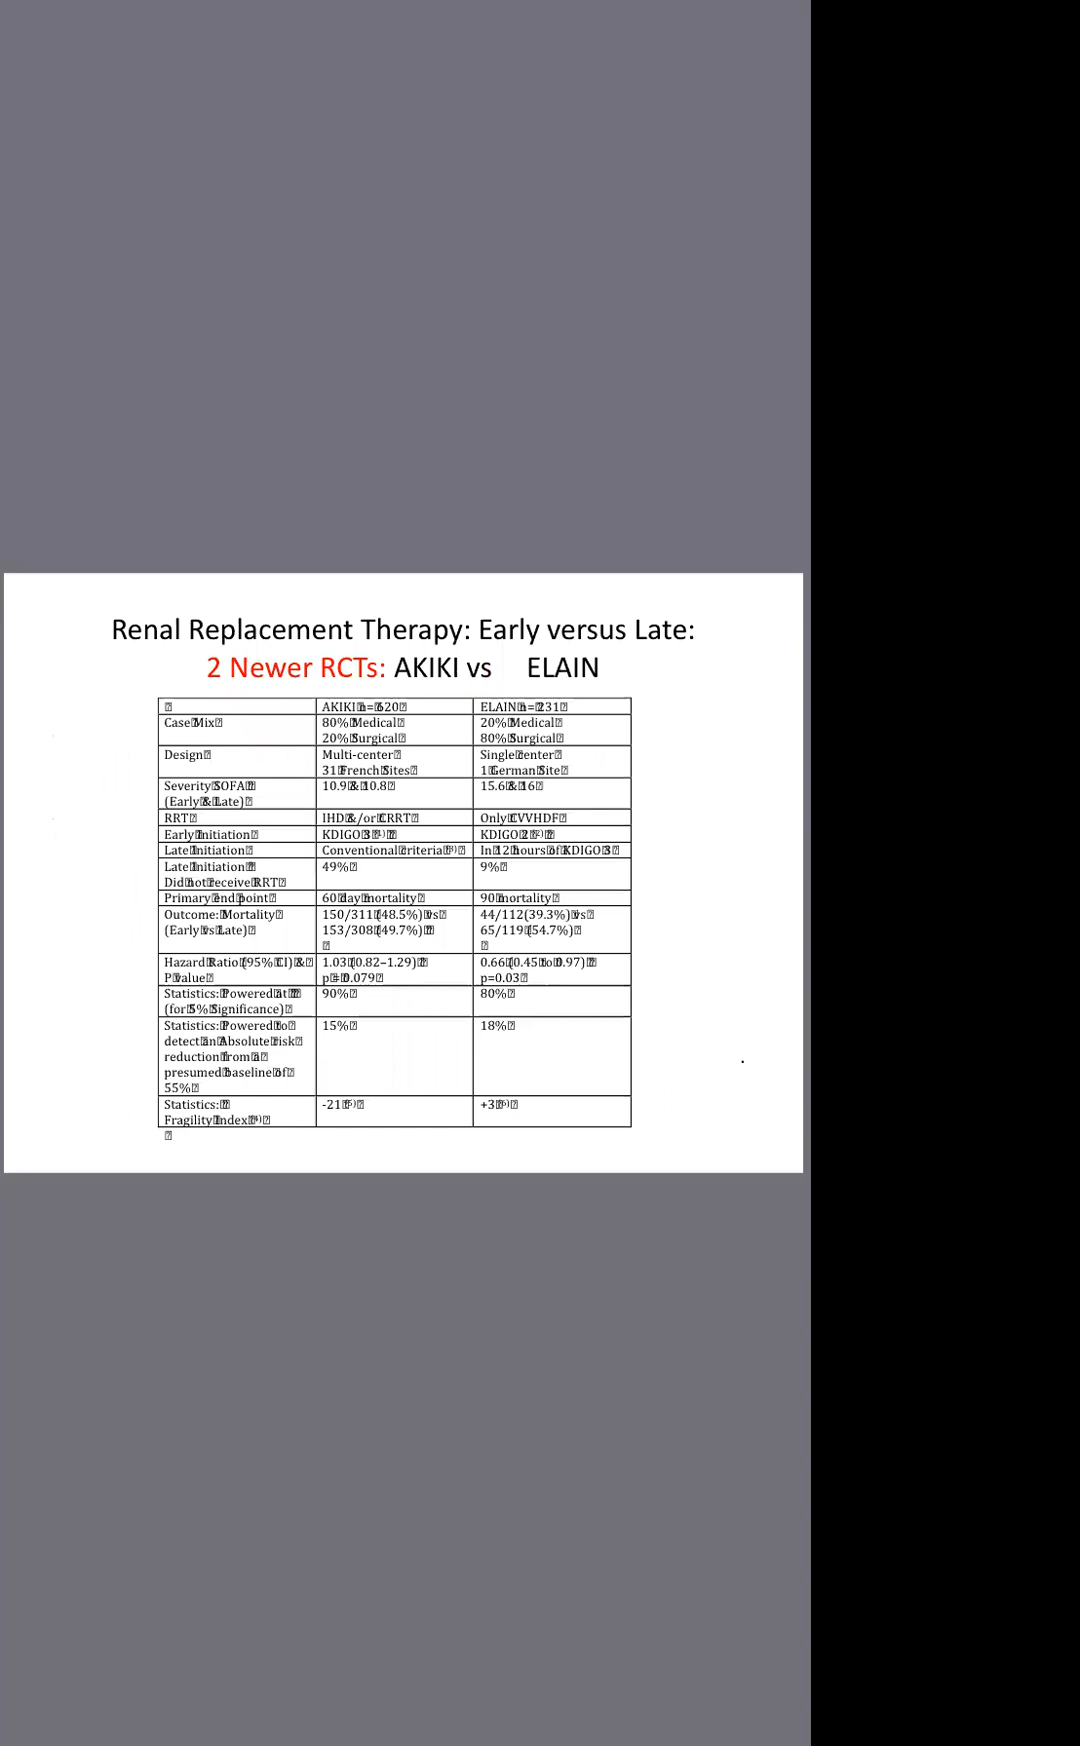 Renal Replacement Therapy: Early versus Late:
2 Newer RCTs: AKIKI vs ELAIN
AKIKI n= 620 ELAIN n= 231
Case Mix 80% Medical 20% Medical
20% Surgical 80% Surgical
Design Multi-center Single center
31 French Sites 1 German Site
Severity SOFA 10.9 & 10.8 15.6 & 16
(Early & Late)
RRT IHD &/or CRRT Only CVVHDF
Early Initiation KDIGO 3 (1) KDIGO 2 (2)
Late Initiation Conventional criteria (3) In 12 hours of KDIGO 3
Late Initiation 49% 9%
Did not receive RRT
Primary end point 60 day mortality 90 mortality
Outcome: Mortality 150/311 (48.5%) vs 44/112(39.3%) vs
(Early vs Late) 153/308 (49.7%) 65/119 (54.7%)
Hazard Ratio (95% CI) & 1.03 (0.82–1.29) 0.66 (0.45 to 0.97)
P value p = 0.079 p=0.03
Statistics: Powered at 90% 80%
(for 5% Significance)
Statistics: Powered to 15% 18%
detect an Absolute risk
reduction from a
presumed baseline of
55%
Statistics: -21 (5) +3 (6)
Fragility Index (4)